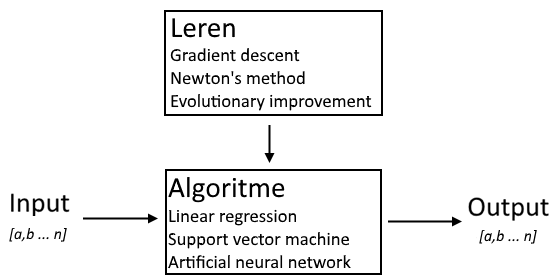 Leren
Gradient descent
Newton's method
Evolutionary improvement
Algoritme
Linear regression
Support vector machine
Artificial neural network
Input
[a,b ... n]
Output
[a,b ... n]